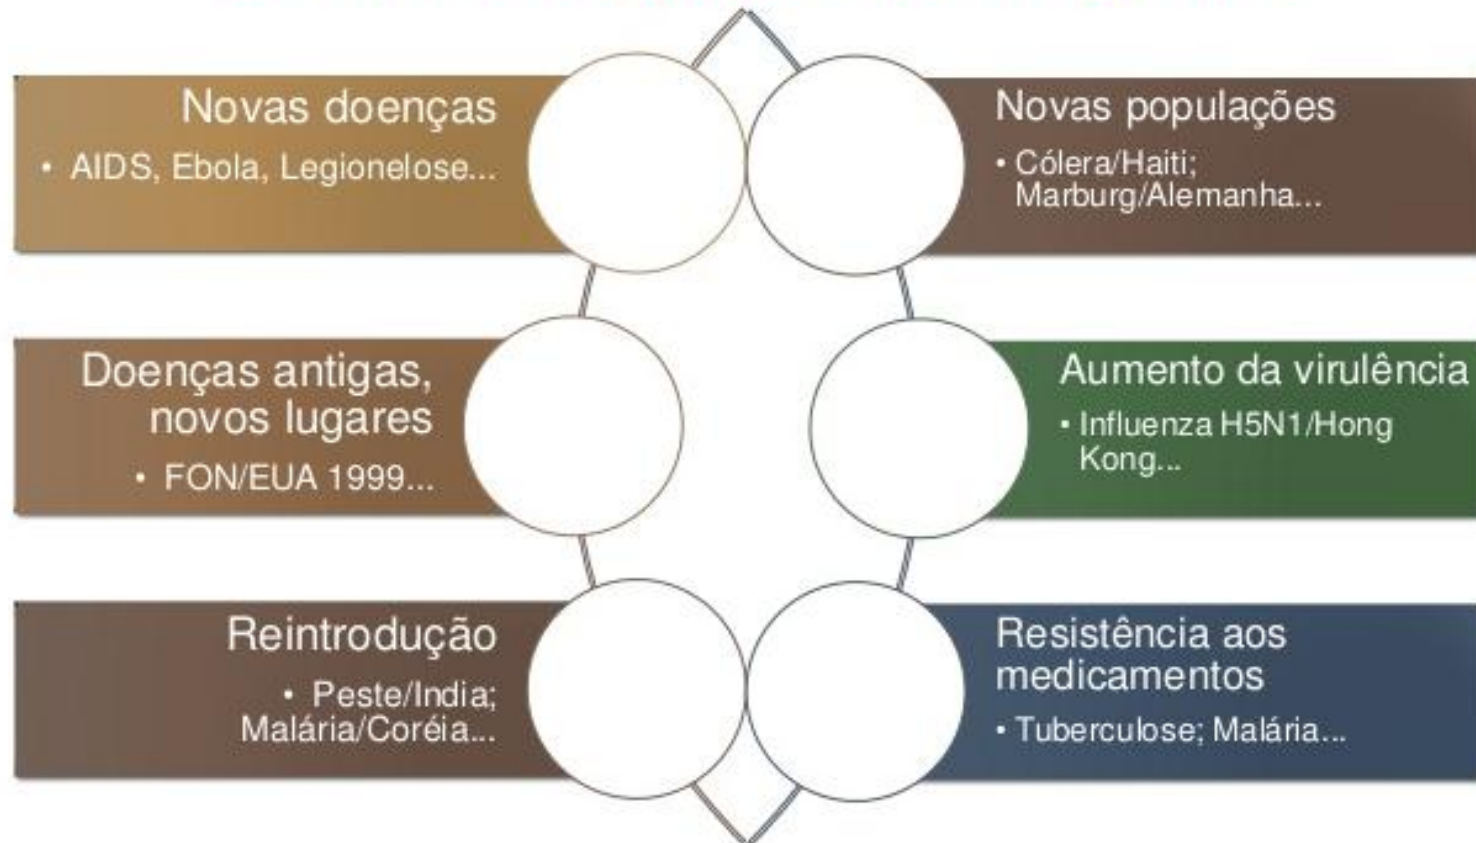 Novas doenças
• AIDS, Ebola, Legionelose...
Doenças antigas,
novos lugares
• FON/EUA 1999...
Reintrodução
• Peste/India;
Malária/Coréia...
Novas populações
• Cólera/Haiti;
Marburg/Alemanha...
Aumento da virulência
• Influenza H5N1/Hong
Kong...
Resistência aos
medicamentos
• Tuberculose; Malária...